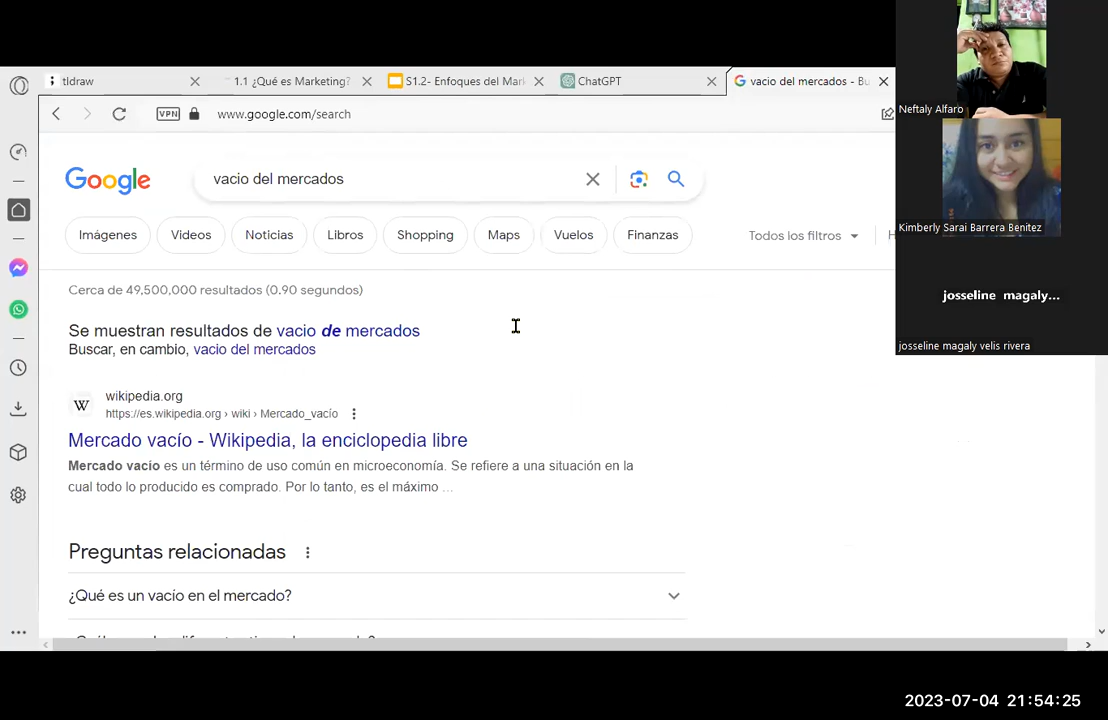 tldraw
1.1 ¿Qué es Marketing?
S1.2- Enfoques del Mark
ChatGPT
vacio del mercados - Bu
VPN
www.google.com/search
Google
vacio del mercados
Imágenes
Videos
Noticias
Libros
Shopping
Maps
Vuelos
Finanzas
Todos los filtros
Cerca de 49,500,000 resultados (0.90 segundos)
Se muestran resultados de vacio de mercados
Buscar, en cambio, vacio del mercados
wikipedia.org
https://es.wikipedia.org › wiki › Mercado_vacío
Mercado vacío - Wikipedia, la enciclopedia libre
Mercado vacío es un término de uso común en microeconomía. Se refiere a una situación en la
cual todo lo producido es comprado. Por lo tanto, es el máximo ...
Preguntas relacionadas
¿Qué es un vacío en el mercado?
Neftaly Alfaro
Kimberly Sarai Barrera Benitez
josseline magaly...
josseline magaly velis rivera
2023-07-04 21:54:25